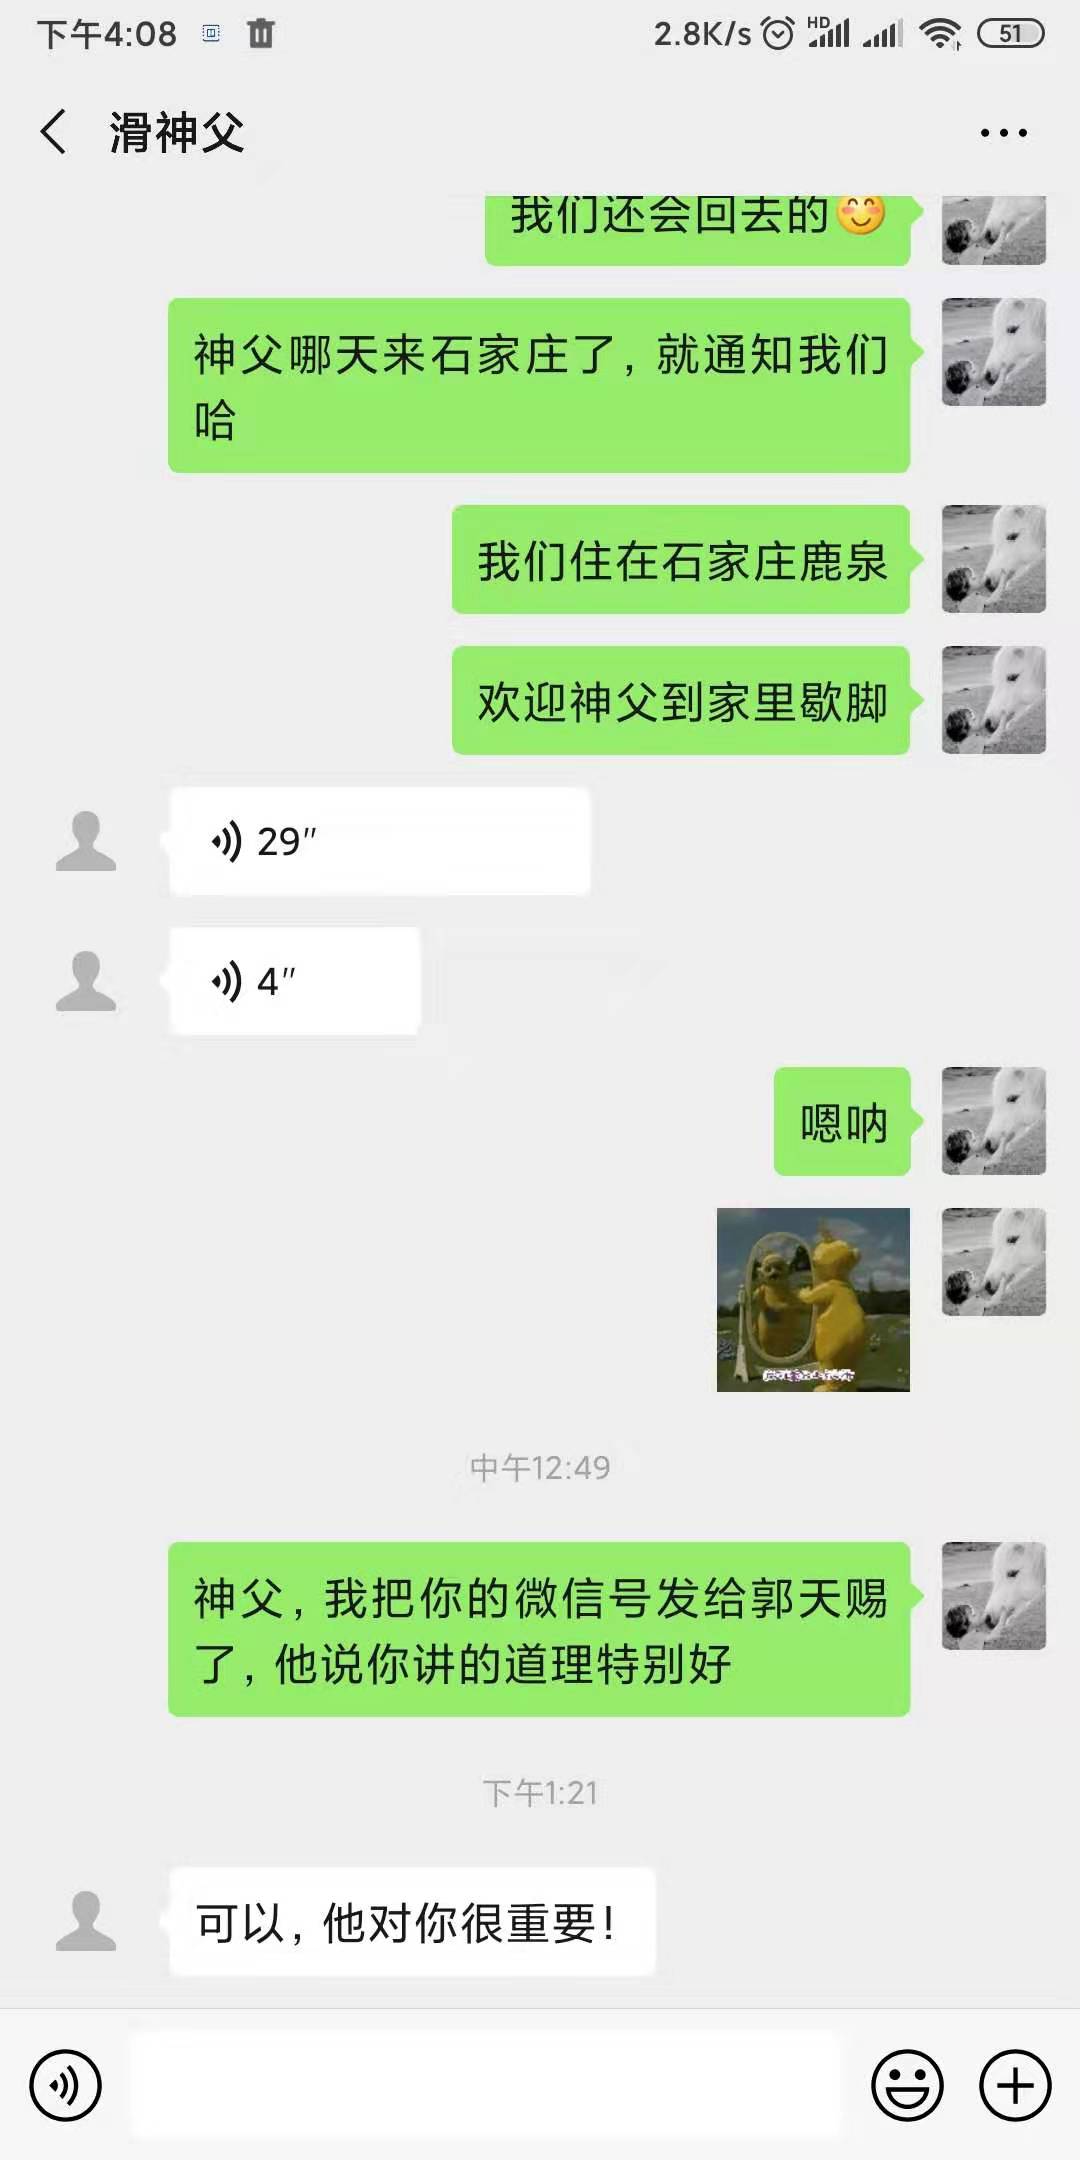 下午4:08
2.8K/s
HD
51
滑神父
我们还会回去的😊
神父哪天来石家庄了，就通知我们
哈
我们住在石家庄鹿泉
欢迎神父到家里歇脚
29″
4″
嗯呐
中午12:49
神父，我把你的微信号发给郭天赐
了，他说你讲的道理特别好
下午1:21
可以，他对你很重要！